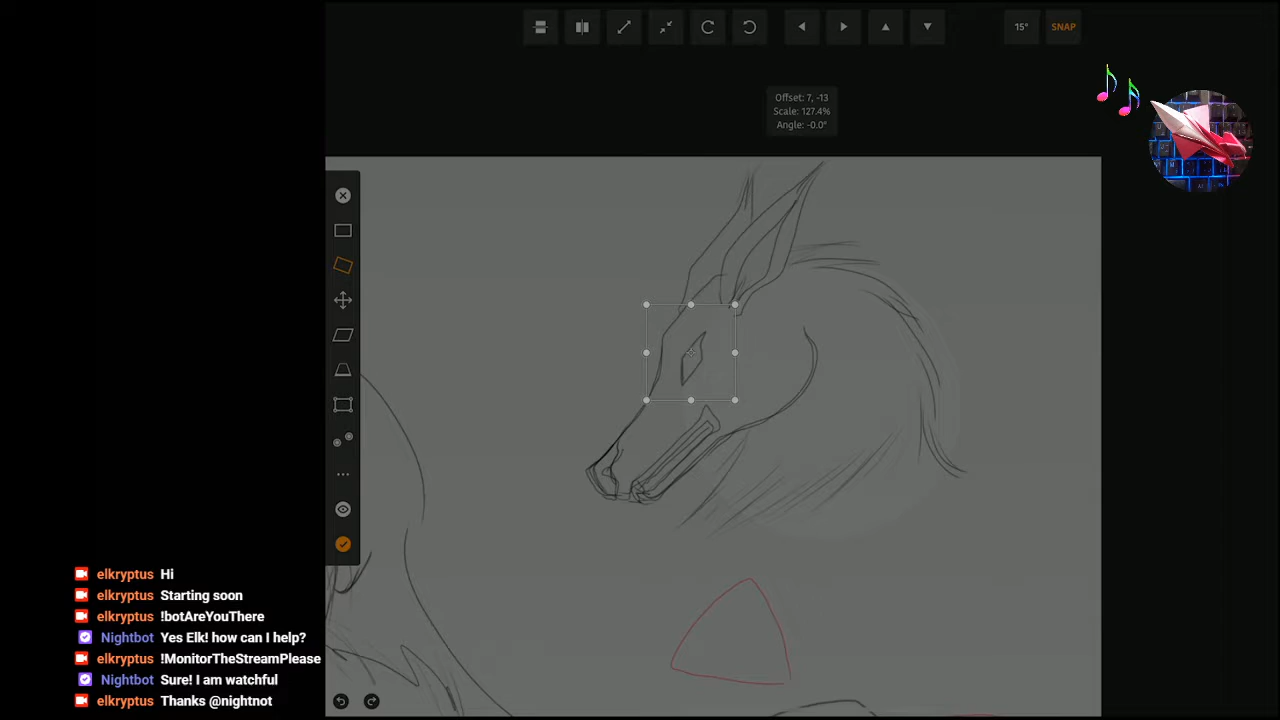 15°
SNAP
Offset: 7, -13
Scale: 127.4%
Angle: -0.0°
elkryptus Hi
elkryptus Starting soon
elkryptus !botAreYouThere
Nightbot Yes Elk! how can I help?
elkryptus !MonitorTheStreamPlease
Nightbot Sure! I am watchful
elkryptus Thanks @nightnot